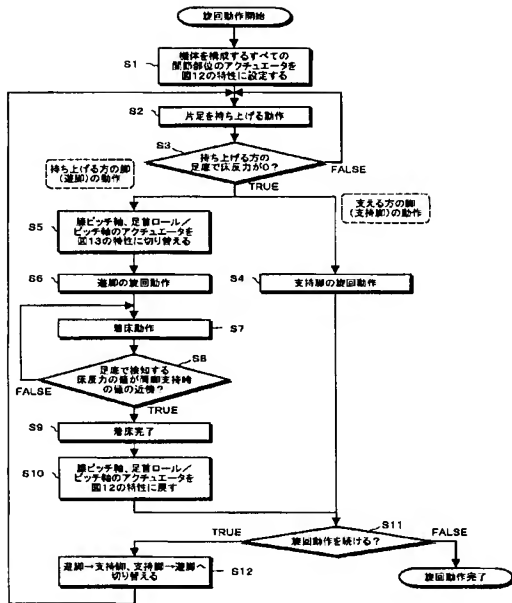 旋回動作開始
S1
機体を構成するすべての
関節部位のアクチュエータを
図12の特性に設定する
S2
片足を持ち上げる動作
S3
持ち上げる方の
足底で床反力が0?
FALSE
TRUE
持ち上げる方の脚
(遊脚)の動作
支える方の脚
(支持脚)の動作
S5
膝ピッチ軸、足首ロール/
ピッチ軸のアクチュエータを
図13の特性に切り替える
S6
遊脚の旋回動作
S4
支持脚の旋回動作
着床動作
S7
S8
足底で検知する
床反力の値が両脚支持時
の値の近傍?
FALSE
TRUE
S9
着床完了
S10
膝ピッチ軸、足首ロール/
ピッチ軸のアクチュエータを
図12の特性に戻す
S11
TRUE
旋回動作を続ける?
FALSE
遊脚→支持脚、支持脚→遊脚へ
切り替える
S12
旋回動作完了